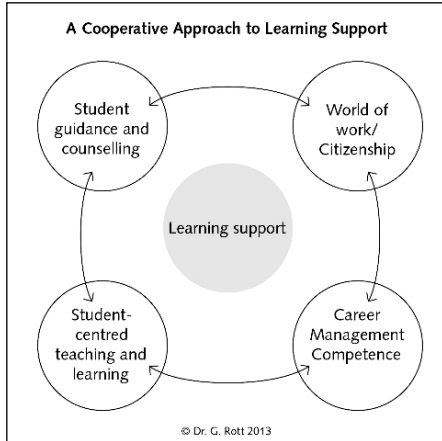 A Cooperative Approach to Learning Support
Student
guidance and
counselling
World of
work/
Citizenship
Learning support
Student-
centred
teaching and
learning
Career
Management
Competence
© Dr. G. Rott 2013